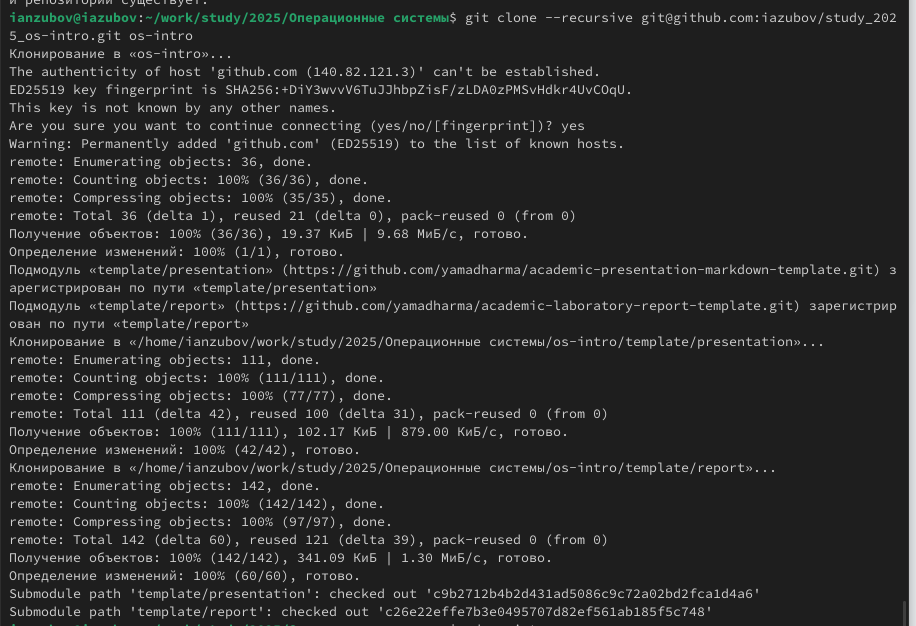 и репозиторий существует.
ianzubov@iazubov:~/work/study/2025/Операционные системы$ git clone --recursive git@github.com:iazubov/study_202
5_os-intro.git os-intro
Клонирование в «os-intro»...
The authenticity of host 'github.com (140.82.121.3)' can't be established.
ED25519 key fingerprint is SHA256:+DiY3wvvV6TuJJhbpZisF/zLDA0zPMSvHdkr4UvCOqU.
This key is not known by any other names.
Are you sure you want to continue connecting (yes/no/[fingerprint])? yes
Warning: Permanently added 'github.com' (ED25519) to the list of known hosts.
remote: Enumerating objects: 36, done.
remote: Counting objects: 100% (36/36), done.
remote: Compressing objects: 100% (35/35), done.
remote: Total 36 (delta 1), reused 21 (delta 0), pack-reused 0 (from 0)
Получение объектов: 100% (36/36), 19.37 КиБ | 9.68 МиБ/с, готово.
Определение изменений: 100% (1/1), готово.
Подмодуль «template/presentation» (https://github.com/yamadharma/academic-presentation-markdown-template.git) з
арегистрирован по пути «template/presentation»
Подмодуль «template/report» (https://github.com/yamadharma/academic-laboratory-report-template.git) зарегистрир
ован по пути «template/report»
Клонирование в «/home/ianzubov/work/study/2025/Операционные системы/os-intro/template/presentation»...
remote: Enumerating objects: 111, done.
remote: Counting objects: 100% (111/111), done.
remote: Compressing objects: 100% (77/77), done.
remote: Total 111 (delta 42), reused 100 (delta 31), pack-reused 0 (from 0)
Получение объектов: 100% (111/111), 102.17 КиБ | 879.00 КиБ/с, готово.
Определение изменений: 100% (42/42), готово.
Клонирование в «/home/ianzubov/work/study/2025/Операционные системы/os-intro/template/report»...
remote: Enumerating objects: 142, done.
remote: Counting objects: 100% (142/142), done.
remote: Compressing objects: 100% (97/97), done.
remote: Total 142 (delta 60), reused 121 (delta 39), pack-reused 0 (from 0)
Получение объектов: 100% (142/142), 341.09 КиБ | 1.30 МиБ/с, готово.
Определение изменений: 100% (60/60), готово.
Submodule path 'template/presentation': checked out 'c9b2712b4b2d431ad5086c9c72a02bd2fca1d4a6'
Submodule path 'template/report': checked out 'c26e22effe7b3e0495707d82ef561ab185f5c748'